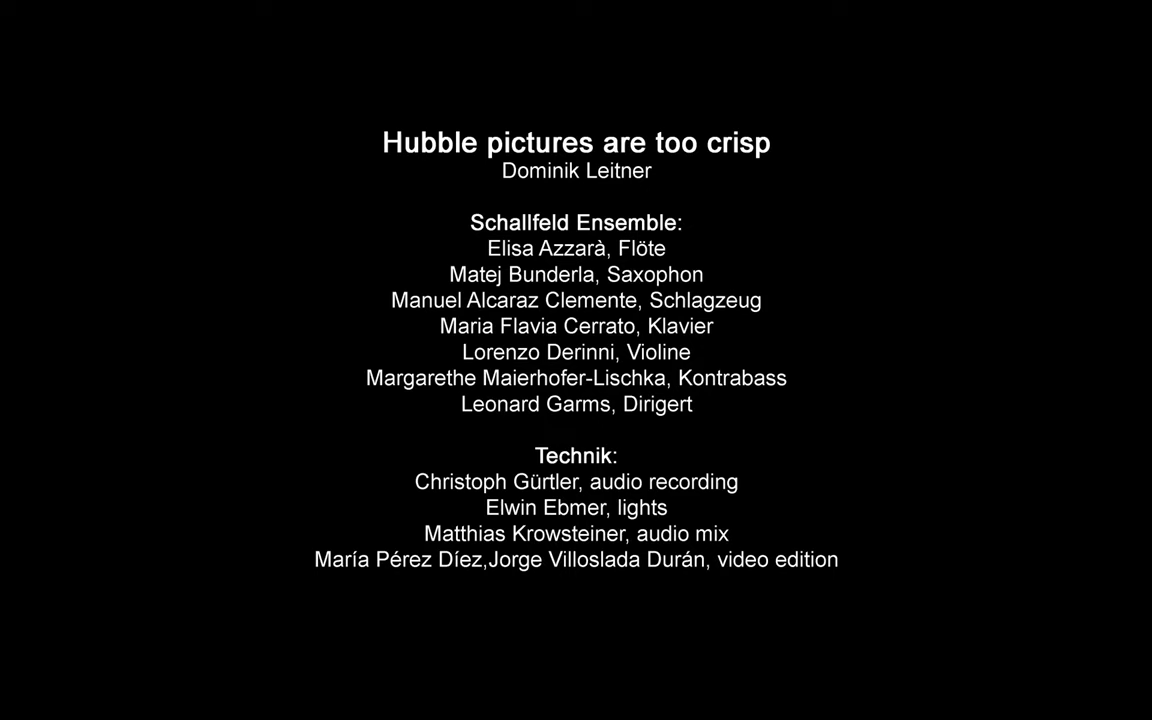 Hubble pictures are too crisp
Dominik Leitner
Schallfeld Ensemble:
Elisa Azzarà, Flöte
Matej Bunderla, Saxophon
Manuel Alcaraz Clemente, Schlagzeug
Maria Flavia Cerrato, Klavier
Lorenzo Derinni, Violine
Margarethe Maierhofer-Lischka, Kontrabass
Leonard Garms, Dirigert
Technik:
Christoph Gürtler, audio recording
Elwin Ebmer, lights
Matthias Krowsteiner, audio mix
María Pérez Díez,Jorge Villoslada Durán, video edition